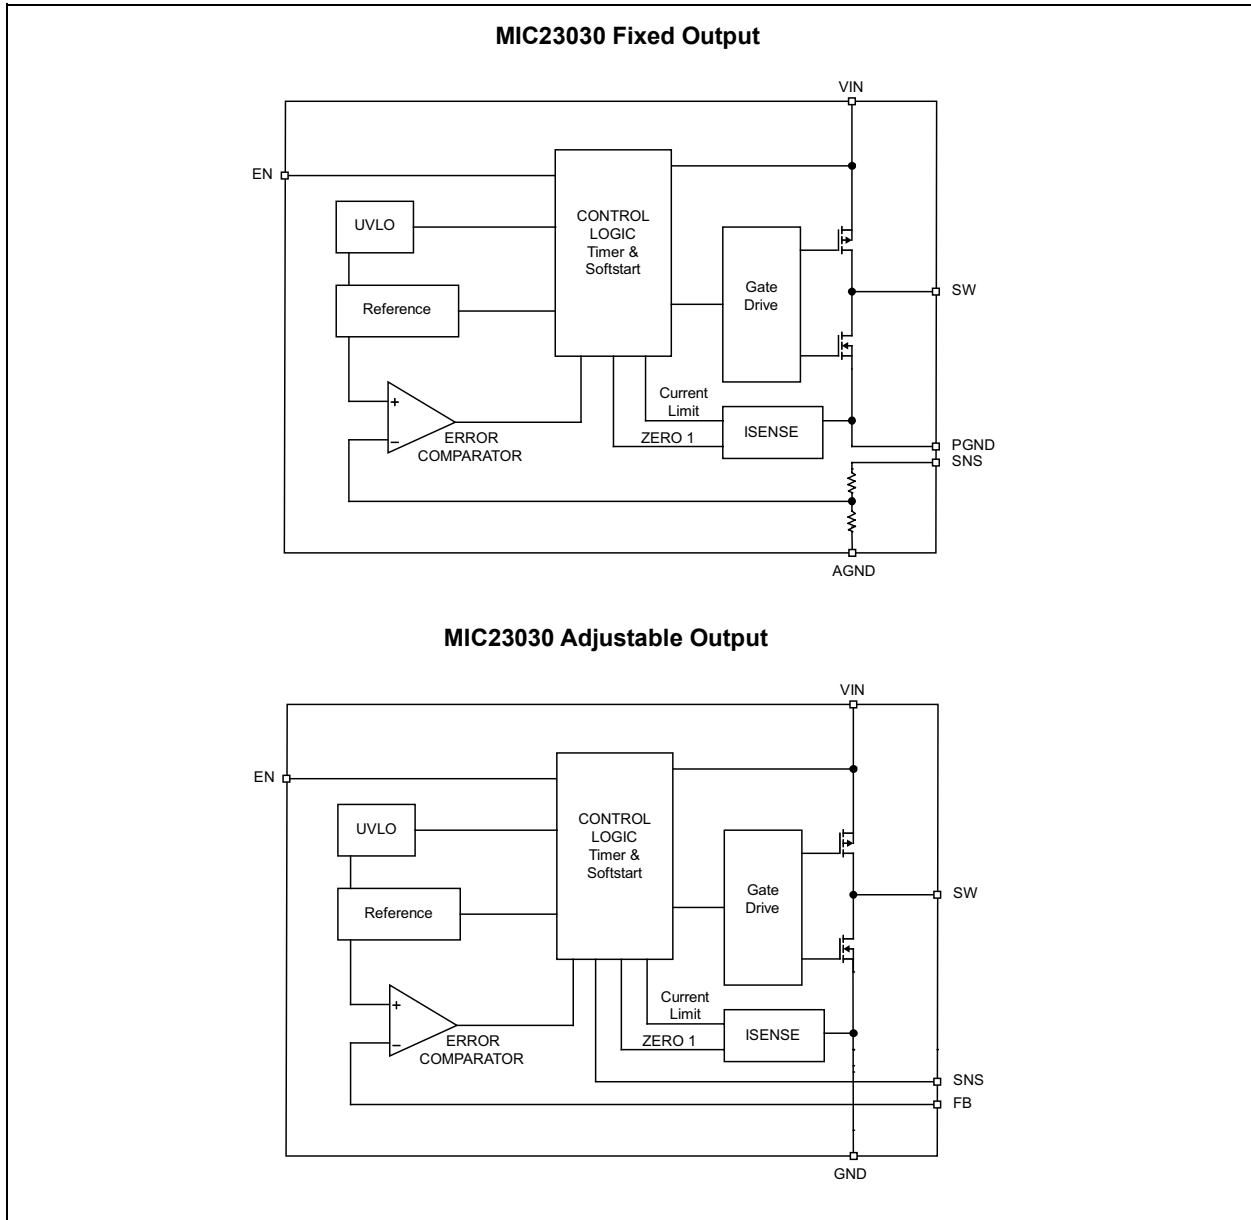 MIC23030 Fixed Output
VIN
EN
UVLO
CONTROL
LOGIC
Timer &
Softstart
Reference
Gate
Drive
SW
+
−
ERROR
COMPARATOR
Current
Limit
ZERO 1
ISENSE
PGND
SNS
AGND
MIC23030 Adjustable Output
VIN
EN
UVLO
CONTROL
LOGIC
Timer &
Softstart
Reference
Gate
Drive
SW
+
−
ERROR
COMPARATOR
Current
Limit
ZERO 1
ISENSE
SNS
FB
GND